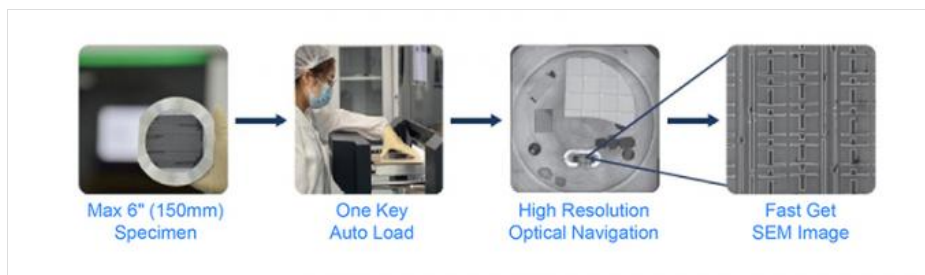 Max 6" (150mm)
Specimen
One Key
Auto Load
High Resolution
Optical Navigation
Fast Get
SEM Image